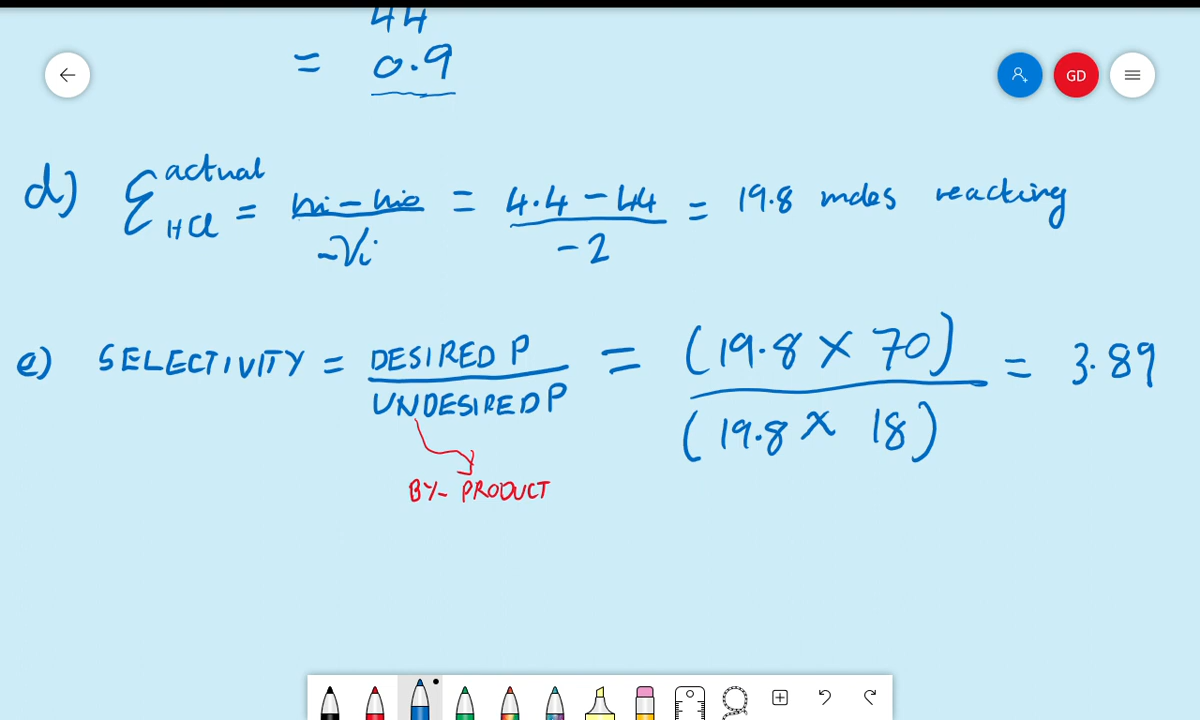 44
= 0.9
GD
d) ξ actual HCl = ni - nio / -Vi = 4.4 - 44 / -2 = 19.8 moles reacting
e) SELECTIVITY = DESIRED P / UNDESIRED P = (19.8 × 70) / (19.8 × 18) = 3.89
BY- PRODUCT